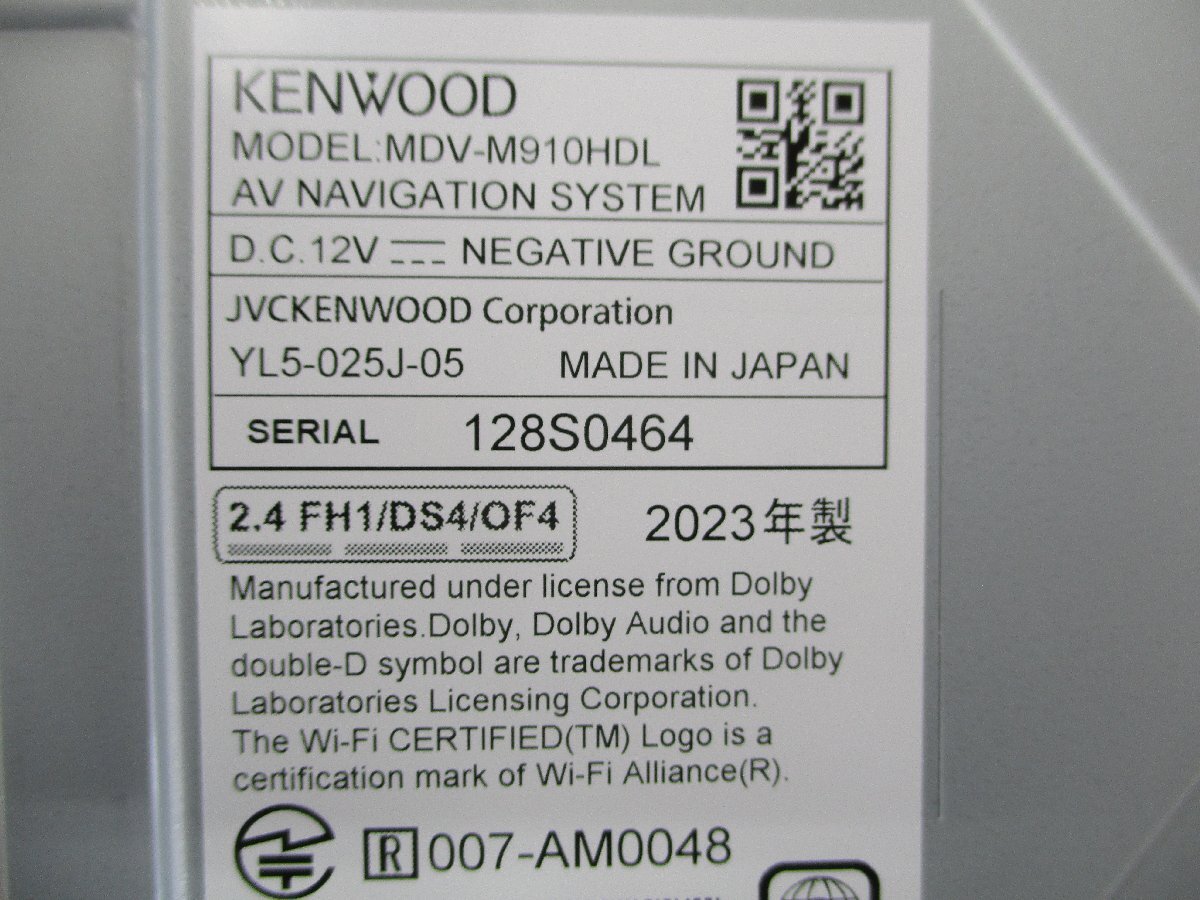 KENWOOD
MODEL:MDV-M910HDL
AV NAVIGATION SYSTEM
D.C.12V NEGATIVE GROUND
JVCKENWOOD Corporation
YL5-025J-05 MADE IN JAPAN
SERIAL 128S0464
2.4 FH1/DS4/OF4 2023年製
Manufactured under license from Dolby
Laboratories.Dolby, Dolby Audio and the
double-D symbol are trademarks of Dolby
Laboratories Licensing Corporation.
The Wi-Fi CERTIFIED(TM) Logo is a
certification mark of Wi-Fi Alliance(R).
R 007-AM0048